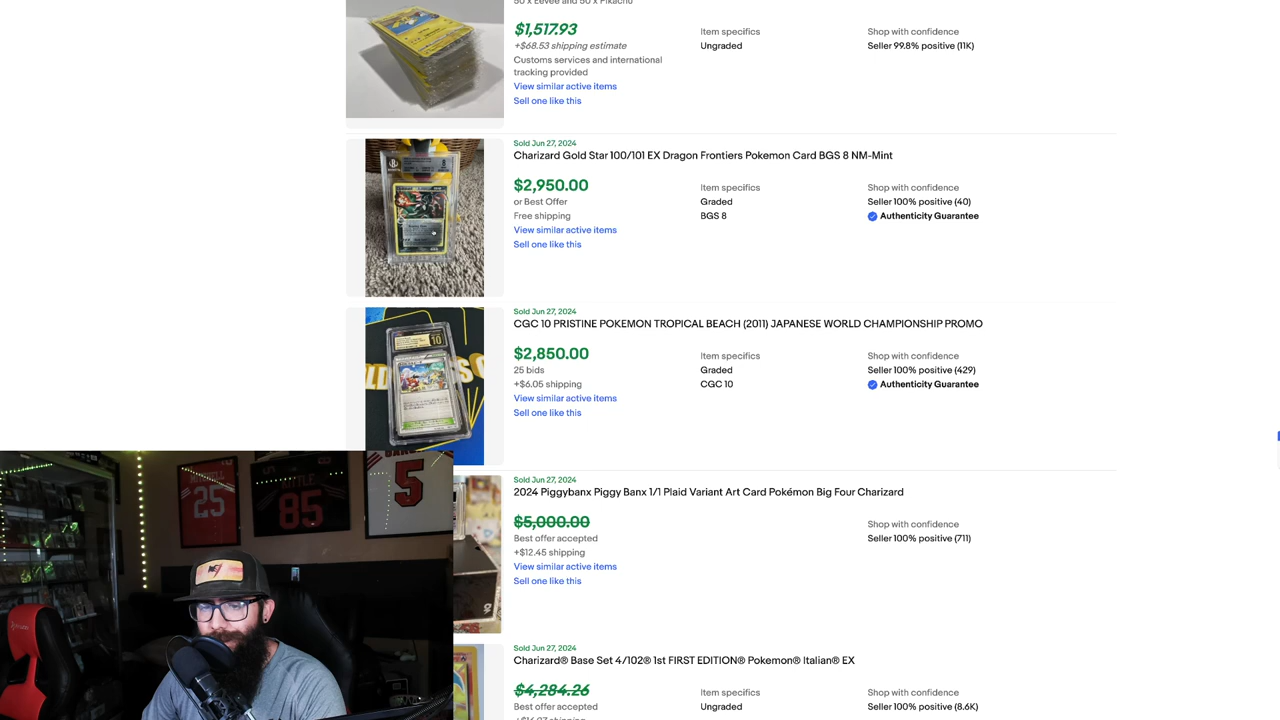 50 x Eevee and 50 x Pikachu
$1,517.93
+$68.53 shipping estimate
Customs services and international
tracking provided
View similar active items
Sell one like this
Item specifics
Ungraded
Shop with confidence
Seller 99.8% positive (11K)
Sold Jun 27, 2024
Charizard Gold Star 100/101 EX Dragon Frontiers Pokemon Card BGS 8 NM-Mint
$2,950.00
or Best Offer
Free shipping
View similar active items
Sell one like this
Item specifics
Graded
BGS 8
Shop with confidence
Seller 100% positive (40)
Authenticity Guarantee
Sold Jun 27, 2024
CGC 10 PRISTINE POKEMON TROPICAL BEACH (2011) JAPANESE WORLD CHAMPIONSHIP PROMO
$2,850.00
25 bids
+$6.05 shipping
View similar active items
Sell one like this
Item specifics
Graded
CGC 10
Shop with confidence
Seller 100% positive (429)
Authenticity Guarantee
10
Sold Jun 27, 2024
2024 Piggybanx Piggy Banx 1/1 Plaid Variant Art Card Pokémon Big Four Charizard
$5,000.00
Best offer accepted
+$12.45 shipping
View similar active items
Sell one like this
Shop with confidence
Seller 100% positive (711)
Sold Jun 27, 2024
Charizard® Base Set 4/102® 1st FIRST EDITION® Pokemon® Italian® EX
$4,284.26
Best offer accepted
Item specifics
Ungraded
Shop with confidence
Seller 100% positive (8.6K)
25
85
5